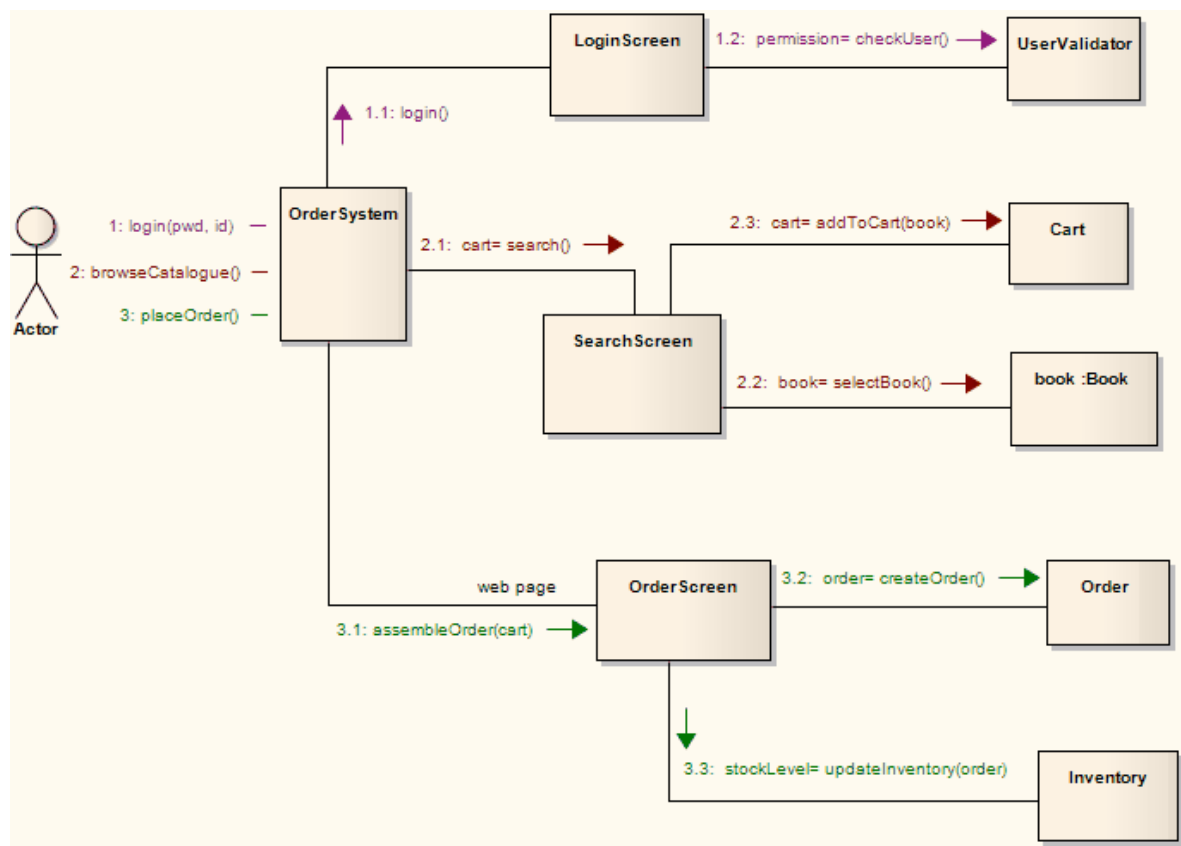 LoginScreen
1.2: permission= checkUser()
UserValidator
1.1: login()
OrderSystem
1: login(pwd, id)
2: browseCatalogue()
3: placeOrder()
Actor
2.1: cart= search()
2.3: cart= addToCart(book)
Cart
SearchScreen
2.2: book= selectBook()
book :Book
web page
OrderScreen
3.2: order= createOrder()
Order
3.1: assembleOrder(cart)
3.3: stockLevel= updateInventory(order)
Inventory